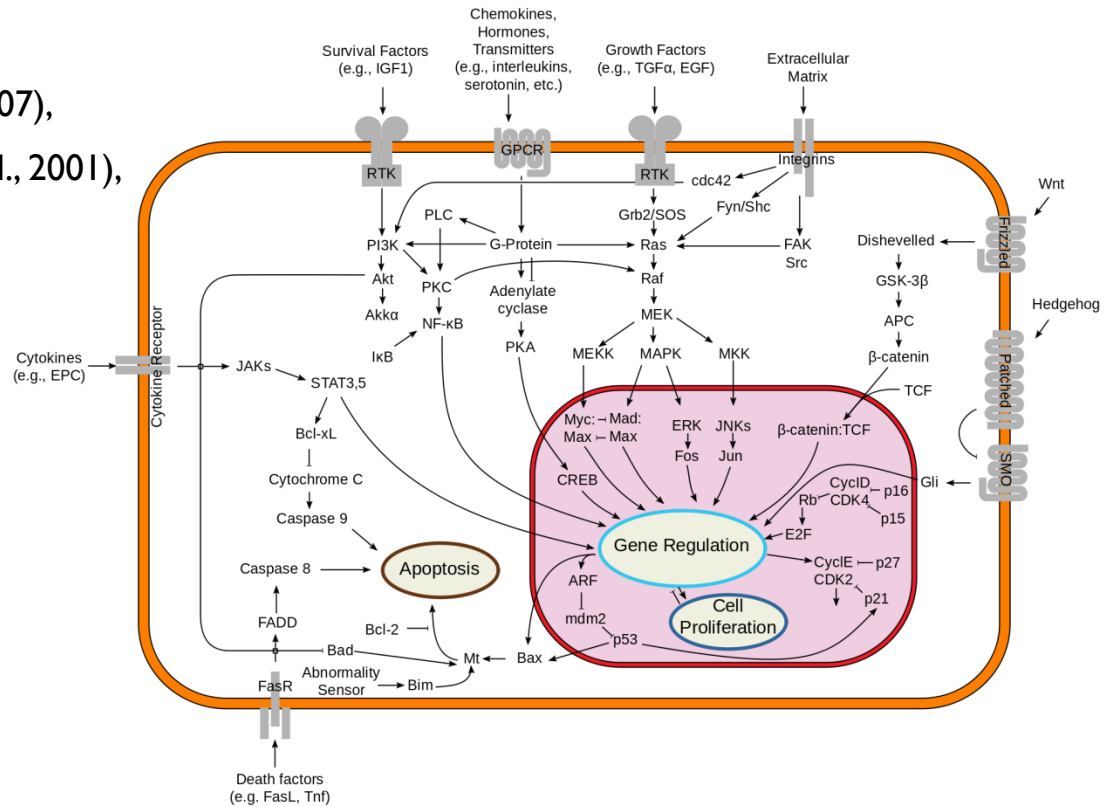 07),
l., 2001),
Survival Factors
(e.g., IGF1)
Chemokines,
Hormones,
Transmitters
(e.g., interleukins,
serotonin, etc.)
Growth Factors
(e.g., TGFα, EGF)
Extracellular
Matrix
RTK
GPCR
RTK
Integrins
cdc42
Fyn/Shc
Wnt
Frizzled
PLC
Grb2/SOS
Dishevelled
PI3K
G-Protein
Ras
FAK
Src
Akt
PKC
Adenylate
cyclase
Raf
GSK-3β
Hedgehog
Akkα
NF-κB
MEK
APC
IκB
PKA
MEKK
MAPK
MKK
β-catenin
Cytokines
(e.g., EPC)
Cytokine Receptor
JAKs
STAT3,5
TCF
Patched
Bcl-xL
Myc:
Max
Mad:
Max
ERK
JNKs
β-catenin:TCF
Fos
Jun
SMO
Cytochrome C
CREB
Gli
CyclD
CDK4
p16
p15
Rb
E2F
Caspase 9
Gene Regulation
Caspase 8
Apoptosis
ARF
CyclE
CDK2
p27
p21
FADD
mdm2
Cell
Proliferation
Bcl-2
p53
Bad
Mt
Bax
FasR
Abnormality
Sensor
Bim
Death factors
(e.g. FasL, Tnf)